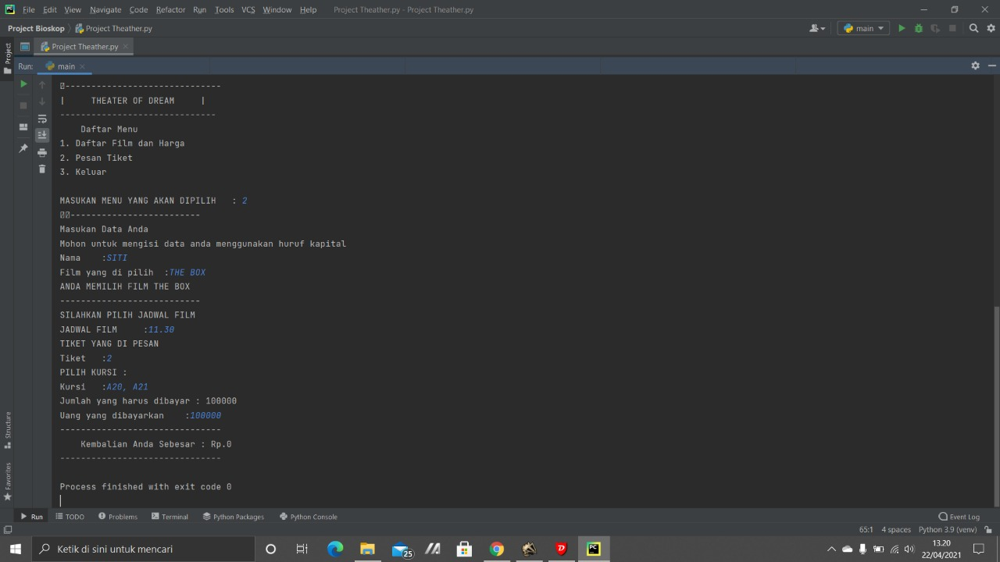 File Edit View Navigate Code Refactor Run Tools VCS Window Help Project Theather.py - Project Theather.py
Project Bioskop Project Theather.py main
Project
Project Theather.py
Run: main
------------------------------
| THEATER OF DREAM |
------------------------------
Daftar Menu
1. Daftar Film dan Harga
2. Pesan Tiket
3. Keluar
MASUKAN MENU YANG AKAN DIPILIH : 2
-------------------------
Masukan Data Anda
Mohon untuk mengisi data anda menggunakan huruf kapital
Nama :SITI
Film yang di pilih :THE BOX
ANDA MEMILIH FILM THE BOX
---------------------------
SILAHKAN PILIH JADWAL FILM
JADWAL FILM :11.30
TIKET YANG DI PESAN
Tiket :2
PILIH KURSI :
Kursi :A20, A21
Jumlah yang harus dibayar : 100000
Uang yang dibayarkan :100000
-------------------------------
Kembalian Anda Sebesar : Rp.0
-------------------------------
Process finished with exit code 0
Structure
Favorites
Run TODO Problems Terminal Python Packages Python Console Event Log
65:1 4 spaces Python 3.9 (venv)
Ketik di sini untuk mencari 25 13.20
22/04/2021